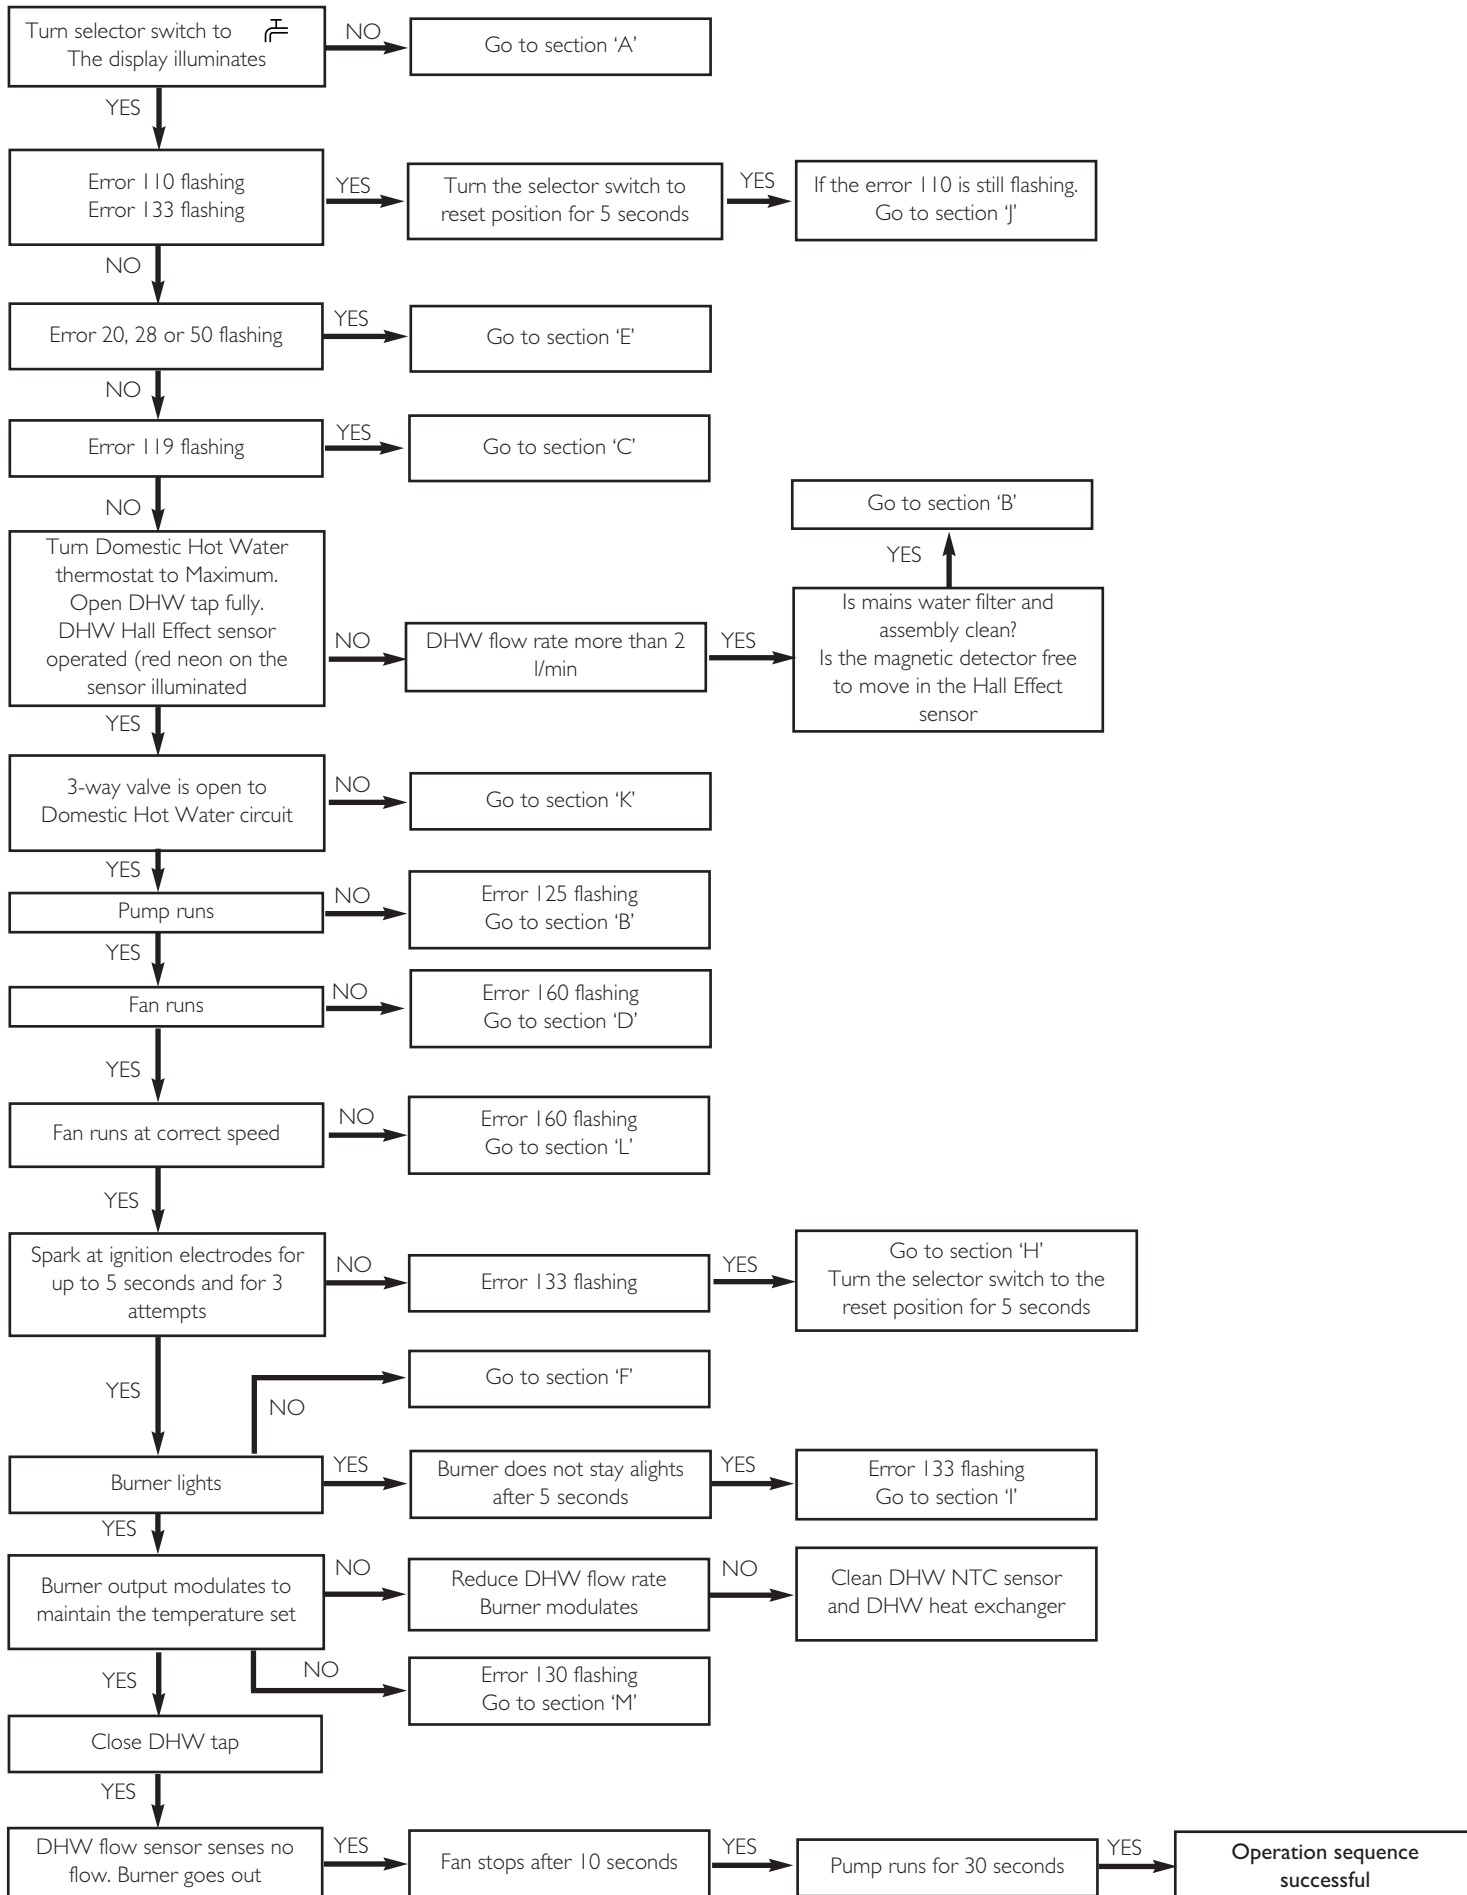 Turn selector switch to
The display illuminates
NO
Go to section ‘A’
YES
Error 110 flashing
Error 133 flashing
YES
Turn the selector switch to
reset position for 5 seconds
YES
If the error 110 is still flashing.
Go to section ‘J’
NO
Error 20, 28 or 50 flashing
YES
Go to section ‘E’
NO
Error 119 flashing
YES
Go to section ‘C’
NO
Turn Domestic Hot Water
thermostat to Maximum.
Open DHW tap fully.
DHW Hall Effect sensor
operated (red neon on the
sensor illuminated
NO
DHW flow rate more than 2
l/min
YES
Is mains water filter and
assembly clean?
Is the magnetic detector free
to move in the Hall Effect
sensor
YES
Go to section ‘B’
YES
3-way valve is open to
Domestic Hot Water circuit
NO
Go to section ‘K’
YES
Pump runs
NO
Error 125 flashing
Go to section ‘B’
YES
Fan runs
NO
Error 160 flashing
Go to section ‘D’
YES
Fan runs at correct speed
NO
Error 160 flashing
Go to section ‘L’
YES
Spark at ignition electrodes for
up to 5 seconds and for 3
attempts
NO
Error 133 flashing
YES
Go to section ‘H’
Turn the selector switch to the
reset position for 5 seconds
YES
NO
Go to section ‘F’
Burner lights
YES
Burner does not stay alights
after 5 seconds
YES
Error 133 flashing
Go to section ‘I’
YES
Burner output modulates to
maintain the temperature set
NO
Reduce DHW flow rate
Burner modulates
NO
Clean DHW NTC sensor
and DHW heat exchanger
NO
Error 130 flashing
Go to section ‘M’
YES
Close DHW tap
YES
DHW flow sensor senses no
flow. Burner goes out
YES
Fan stops after 10 seconds
YES
Pump runs for 30 seconds
YES
Operation sequence
successful